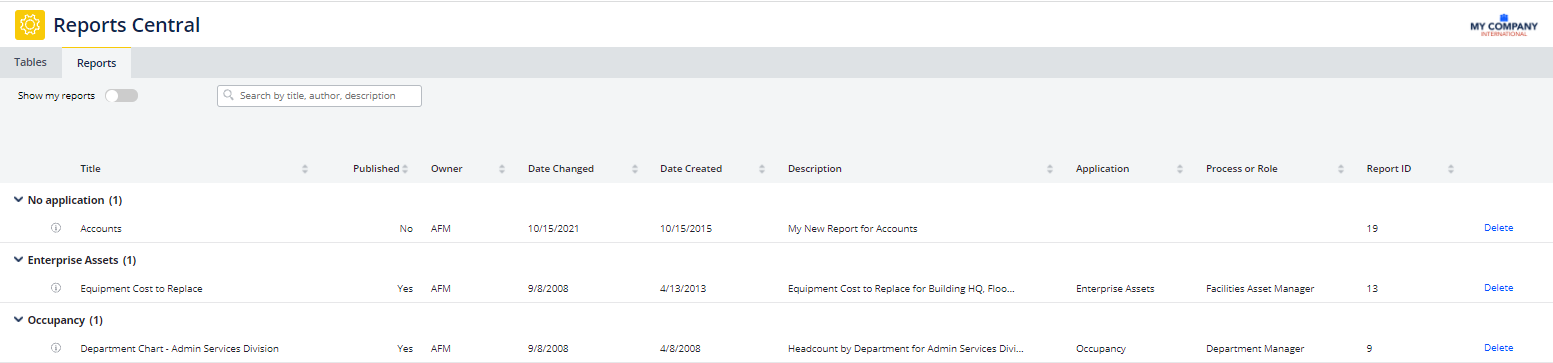 Reports Central
MY COMPANY
INTERNATIONAL
Tables Reports
Show my reports Search by title, author, description
Title Published Owner Date Changed Date Created Description Application Process or Role Report ID
No application (1)
Accounts No AFM 10/15/2021 10/15/2015 My New Report for Accounts 19 Delete
Enterprise Assets (1)
Equipment Cost to Replace Yes AFM 9/8/2008 4/13/2013 Equipment Cost to Replace for Building HQ, Floo... Enterprise Assets Facilities Asset Manager 13 Delete
Occupancy (1)
Department Chart - Admin Services Division Yes AFM 9/8/2008 4/8/2008 Headcount by Department for Admin Services Divi... Occupancy Department Manager 9 Delete